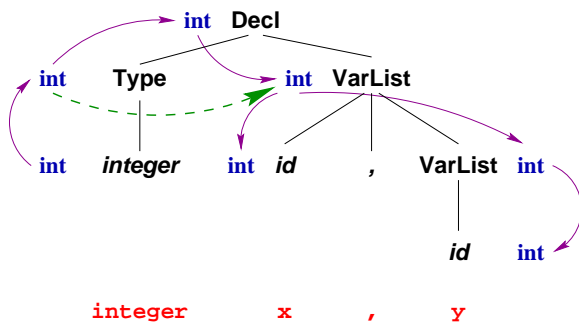 int Decl
int Type int VarList
int integer int id , VarList int
id int
integer x , y